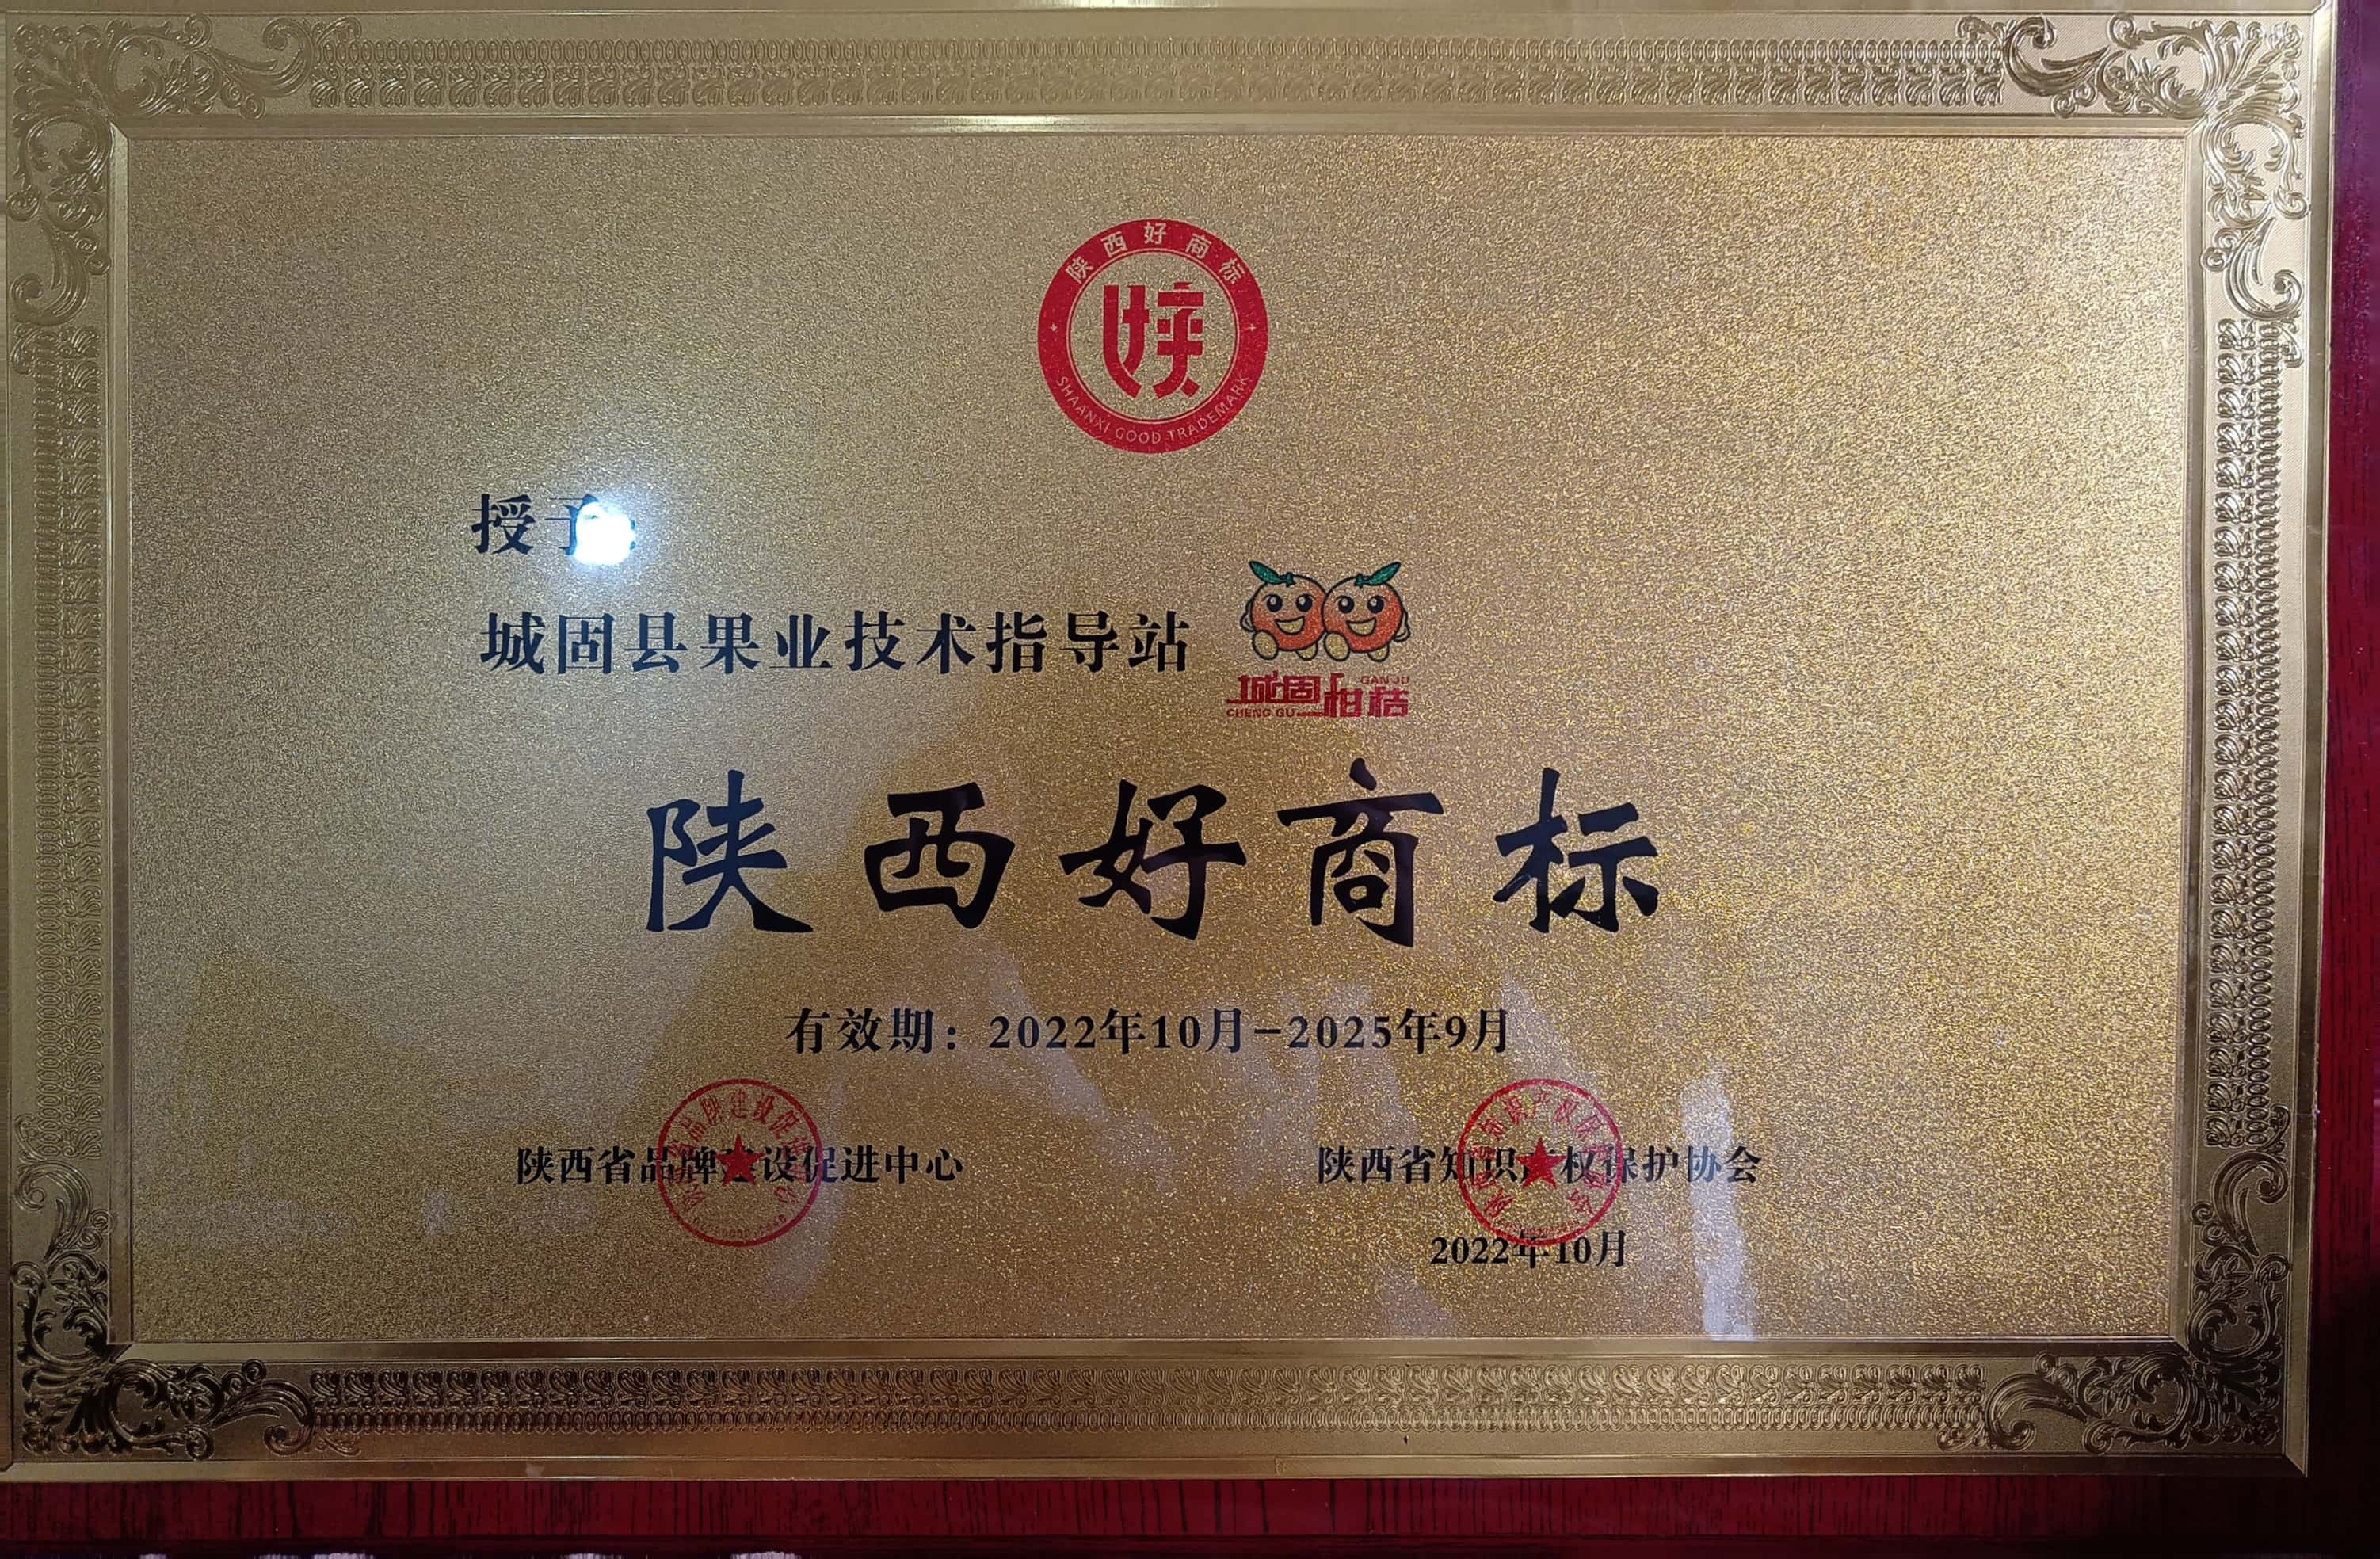 陕西好商标
陕
SHAANXI GOOD TRADEMARK
授予:
城固县果业技术指导站
GAN JU
城固柑桔
CHENG GU
陕西好商标
有效期：2022年10月-2025年9月
陕西省品牌建设促进中心
陕西省知识产权保护协会
2022年10月